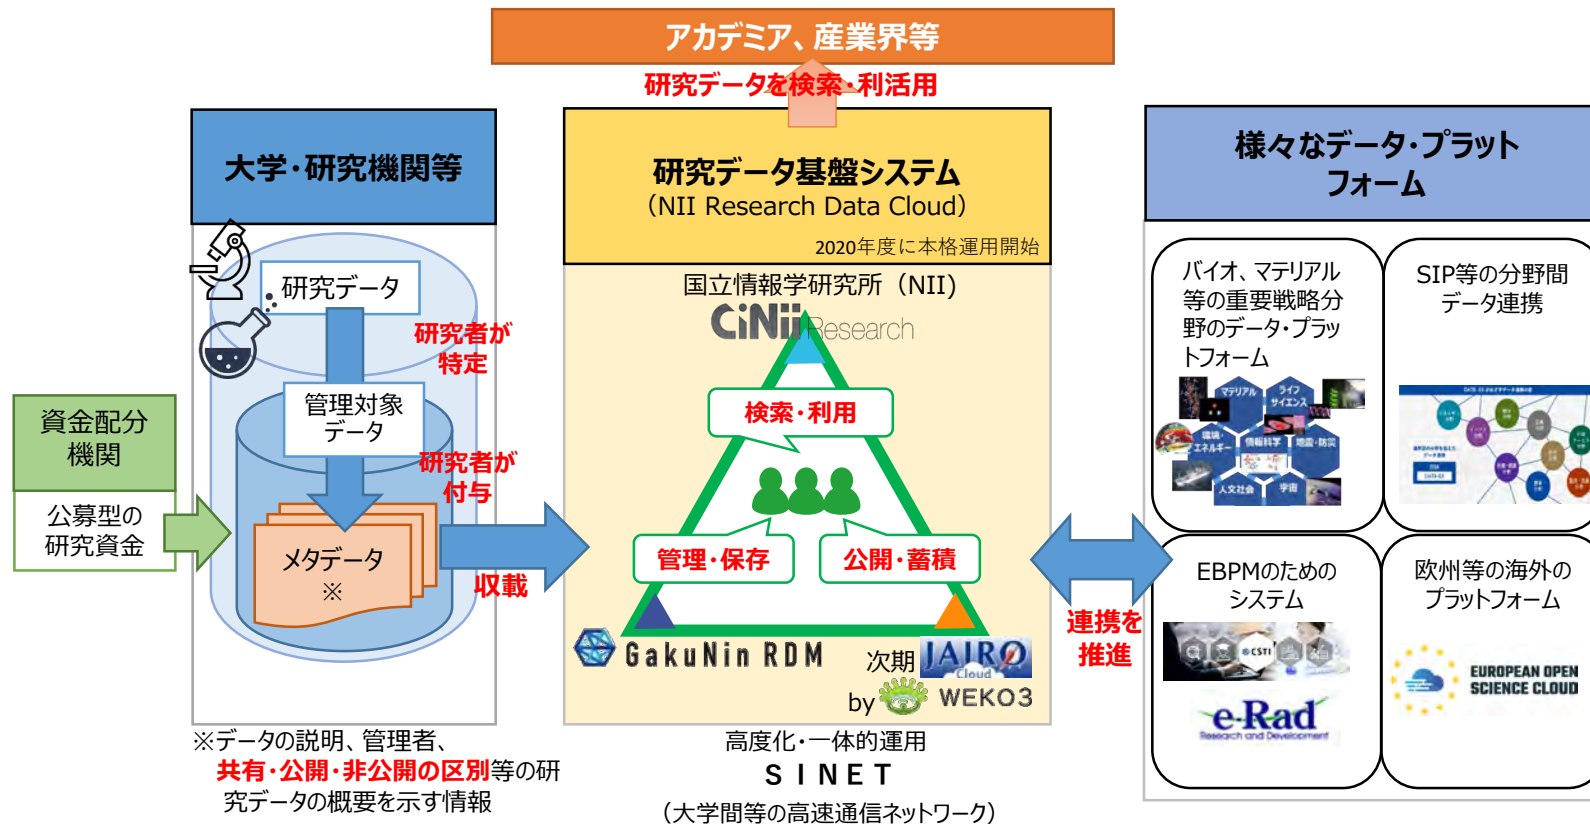 アカデミア、産業界等
研究データを検索・利活用
大学・研究機関等
研究データ
研究者が
特定
管理対象
データ
研究者が
付与
メタデータ
※
資金配分
機関
公募型の
研究資金
収載
※データの説明、管理者、
共有・公開・非公開の区別等の研
究データの概要を示す情報
研究データ基盤システム
（NII Research Data Cloud）
2020年度に本格運用開始
国立情報学研究所（NII）
CiNii Research
検索・利用
管理・保存
公開・蓄積
GakuNin RDM
次期 JAIRO
Cloud
by WEKO3
高度化・一体的運用
ＳＩＮＥＴ
（大学間等の高速通信ネットワーク）
連携を
推進
様々なデータ・プラット
フォーム
バイオ、マテリアル
等の重要戦略分
野のデータ・プラッ
トフォーム
マテリアル
ライフ
サイエンス
環境・
エネルギー
情報科学
地震・防災
人文社会
宇宙
SIP等の分野間
データ連携
EBPMのための
システム
CSTI
e-Rad
Research and Development
欧州等の海外の
プラットフォーム
EUROPEAN OPEN
SCIENCE CLOUD